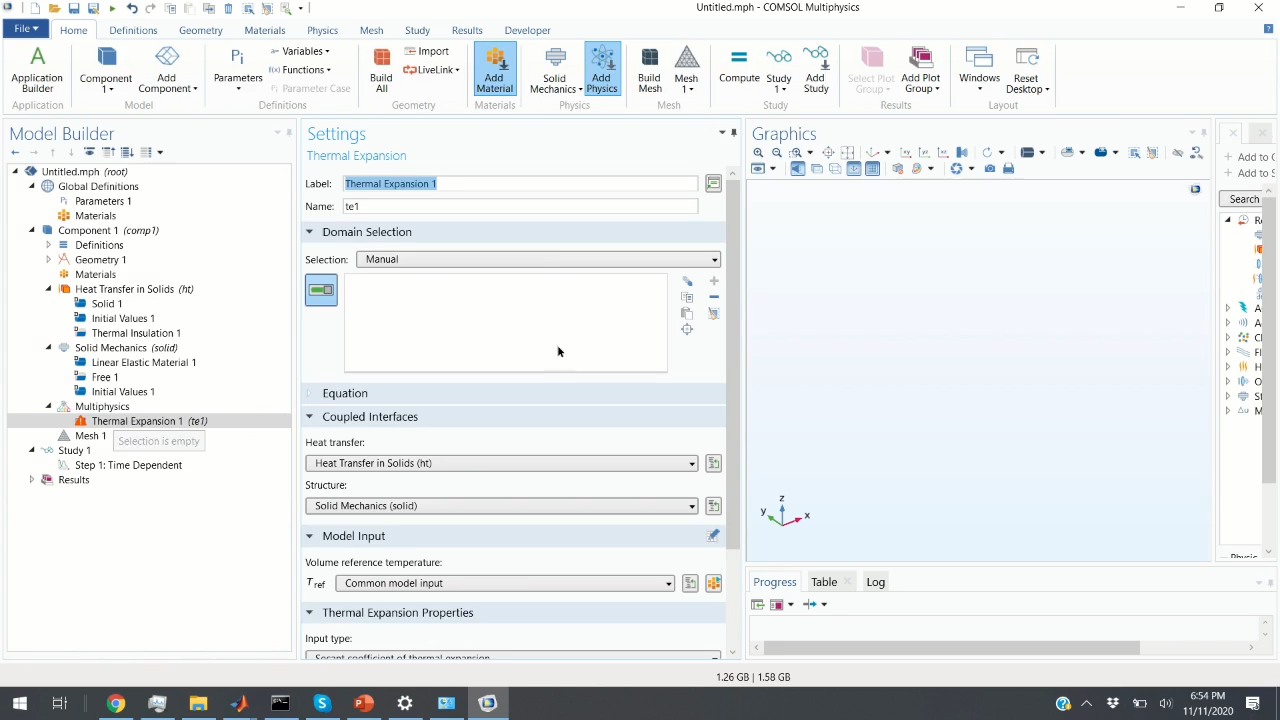 Untitled.mph - COMSOL Multiphysics
File
Home
Definitions
Geometry
Materials
Physics
Mesh
Study
Results
Developer
Application Builder
Component 1
Add Component
Parameters
Variables
Functions
Parameter Case
Build All
Import
LiveLink
Add Material
Solid Mechanics
Add Physics
Build Mesh
Mesh 1
Compute
Study 1
Add Study
Select Plot Group
Add Plot Group
Windows
Reset Desktop
Application
Model
Definitions
Geometry
Materials
Physics
Mesh
Study
Results
Layout
Model Builder
Untitled.mph (root)
Global Definitions
Parameters 1
Materials
Component 1 (comp1)
Definitions
Geometry 1
Materials
Heat Transfer in Solids (ht)
Solid 1
Initial Values 1
Thermal Insulation 1
Solid Mechanics (solid)
Linear Elastic Material 1
Free 1
Initial Values 1
Multiphysics
Thermal Expansion 1 (te1)
Mesh 1
Selection is empty
Study 1
Step 1: Time Dependent
Results
Settings
Thermal Expansion
Label: Thermal Expansion 1
Name: te1
Domain Selection
Selection: Manual
Equation
Coupled Interfaces
Heat transfer:
Heat Transfer in Solids (ht)
Structure:
Solid Mechanics (solid)
Model Input
Volume reference temperature:
Tref Common model input
Thermal Expansion Properties
Input type:
Secant coefficient of thermal expansion
Graphics
z
y
x
Progress
Table
Log
Add to
Add to
Search
1.26 GB | 1.58 GB
6:54 PM
11/11/2020